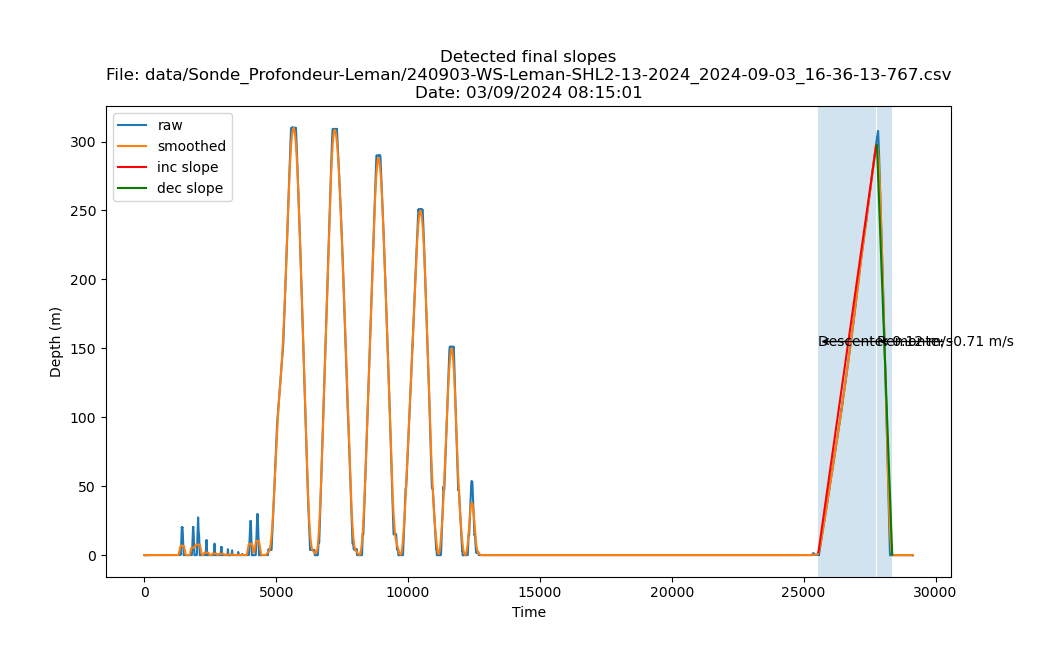 Detected final slopes
File: data/Sonde_Profondeur-Leman/240903-WS-Leman-SHL2-13-2024_2024-09-03_16-36-13-767.csv
Date: 03/09/2024 08:15:01
raw
smoothed
inc slope
dec slope
Depth (m)
300
250
200
150
100
50
0
0.71 m/s
0
5000
10000
15000
20000
25000
30000
Time